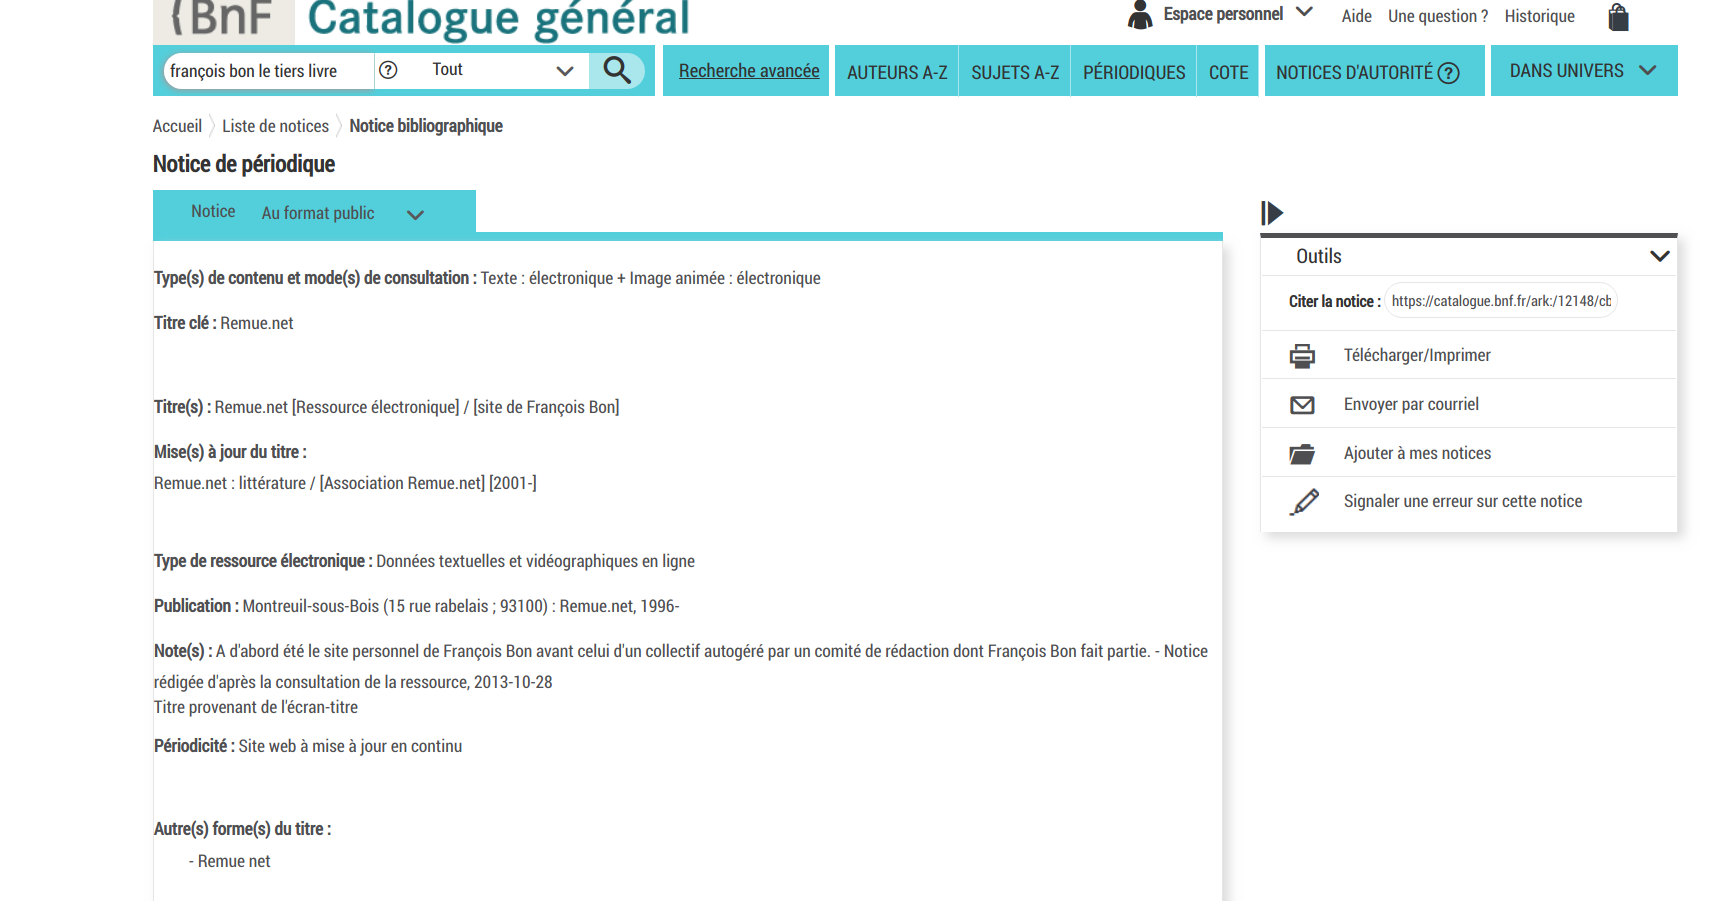 (BnF Catalogue général
Espace personnel Aide Une question ? Historique
françois bon le tiers livre ? Tout Recherche avancée AUTEURS A-Z SUJETS A-Z PÉRIODIQUES COTE NOTICES D'AUTORITÉ ? DANS UNIVERS
Accueil Liste de notices Notice bibliographique
Notice de périodique
Notice Au format public
Type(s) de contenu et mode(s) de consultation : Texte : électronique + Image animée : électronique
Titre clé : Remue.net
Titre(s) : Remue.net [Ressource électronique] / [site de François Bon]
Mise(s) à jour du titre :
Remue.net : littérature / [Association Remue.net] [2001-]
Type de ressource électronique : Données textuelles et vidéographiques en ligne
Publication : Montreuil-sous-Bois (15 rue rabelais ; 93100) : Remue.net, 1996-
Note(s) : A d'abord été le site personnel de François Bon avant celui d'un collectif autogéré par un comité de rédaction dont François Bon fait partie. - Notice
rédigée d'après la consultation de la ressource, 2013-10-28
Titre provenant de l'écran-titre
Périodicité : Site web à mise à jour en continu
Autre(s) forme(s) du titre :
- Remue net
Outils
Citer la notice : https://catalogue.bnf.fr/ark:/12148/cb
Télécharger/Imprimer
Envoyer par courriel
Ajouter à mes notices
Signaler une erreur sur cette notice